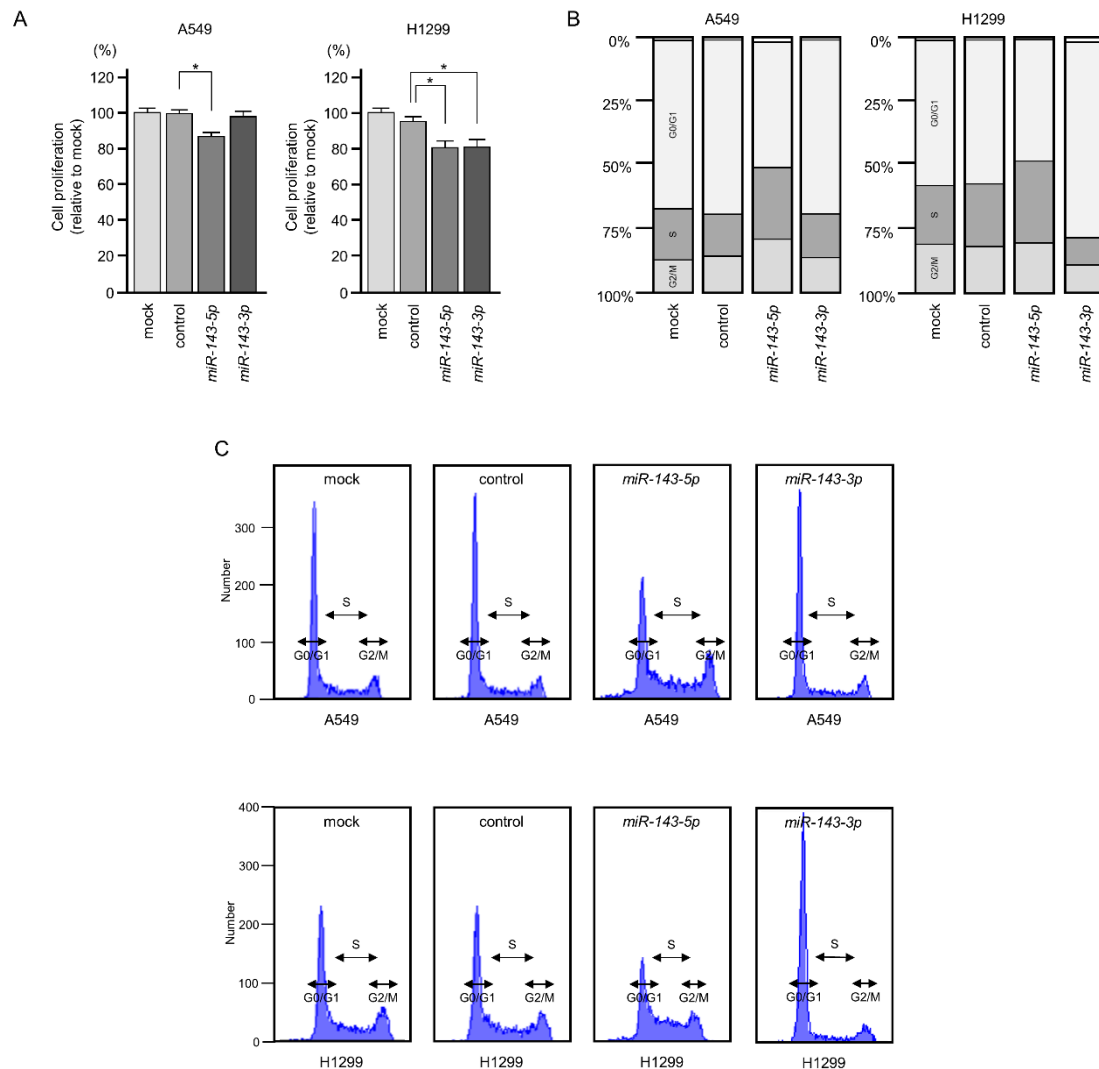 A
A549
(%)
120
100
80
60
40
20
0
Cell proliferation
(relative to mock)
mock
control
miR-143-5p
miR-143-3p
*
H1299
(%)
120
100
80
60
40
20
0
Cell proliferation
(relative to mock)
mock
control
miR-143-5p
miR-143-3p
*
*
B
A549
0%
25%
50%
75%
100%
G0/G1
S
G2/M
mock
control
miR-143-5p
miR-143-3p
H1299
0%
25%
50%
75%
100%
G0/G1
S
G2/M
mock
control
miR-143-5p
miR-143-3p
C
Number
300
200
100
0
mock
S
G0/G1 G2/M
A549
control
S
G0/G1 G2/M
A549
miR-143-5p
S
G0/G1 G2/M
A549
miR-143-3p
S
G0/G1 G2/M
A549
Number
400
300
200
100
0
mock
S
G0/G1 G2/M
H1299
control
S
G0/G1 G2/M
H1299
miR-143-5p
S
G0/G1 G2/M
H1299
miR-143-3p
S
G0/G1 G2/M
H1299